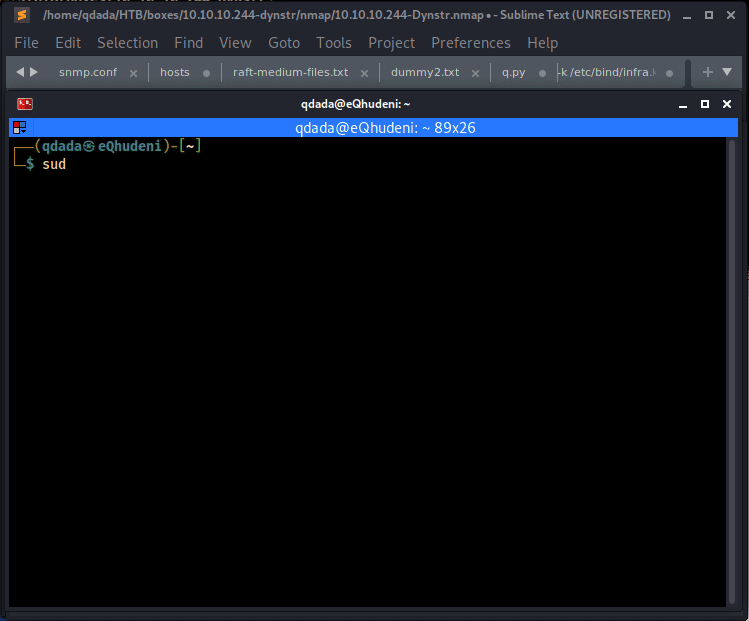 /home/qdada/HTB/boxes/10.10.10.244-dynstr/nmap/10.10.10.244-Dynstr.nmap • - Sublime Text (UNREGISTERED)
File Edit Selection Find View Goto Tools Project Preferences Help
snmp.conf hosts raft-medium-files.txt dummy2.txt q.py -k /etc/bind/infra.
qdada@eQhudeni: ~
qdada@eQhudeni: ~ 89x26
(qdada㉿eQhudeni)-[~]
$ sud